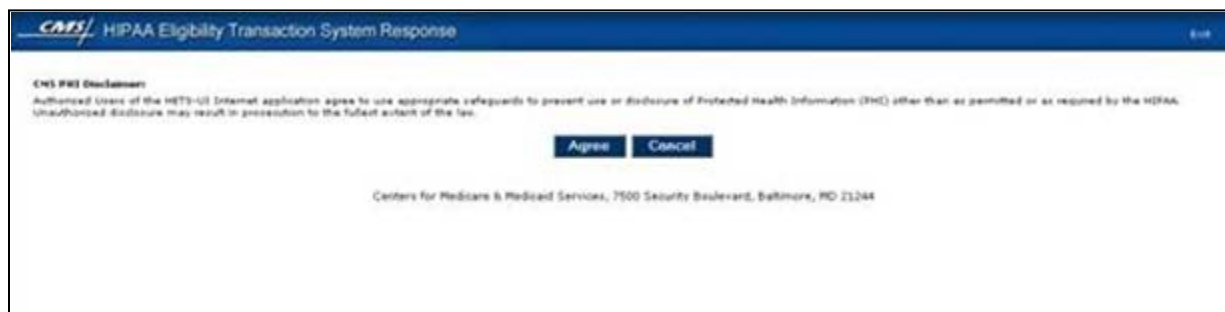 CMS/ HIPAA Eligibility Transaction System Response
Exit
CMS PHI Disclaimer:
Authorized Users of the HETS-UI Internet application agree to use appropriate safeguards to prevent use or disclosure of Protected Health Information (PHI) other than as permitted or as required by the HIPAA.
Unauthorized disclosure may result in prosecution to the fullest extent of the law.
Agree Cancel
Centers for Medicare & Medicaid Services, 7500 Security Boulevard, Baltimore, MD 21244